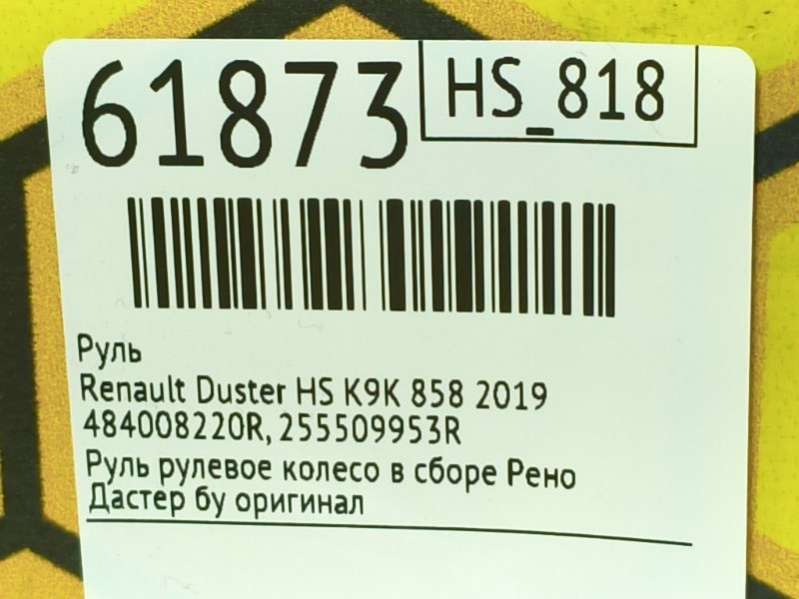 61873
HS_818
Руль
Renault Duster HS K9K 858 2019
484008220R, 255509953R
Руль рулевое колесо в сборе Рено
Дастер бу оригинал